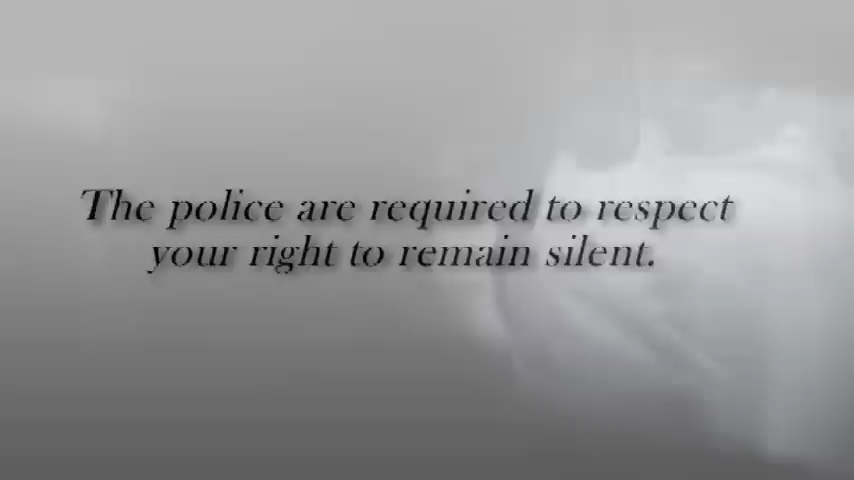 The police are required to respect
your right to remain silent.